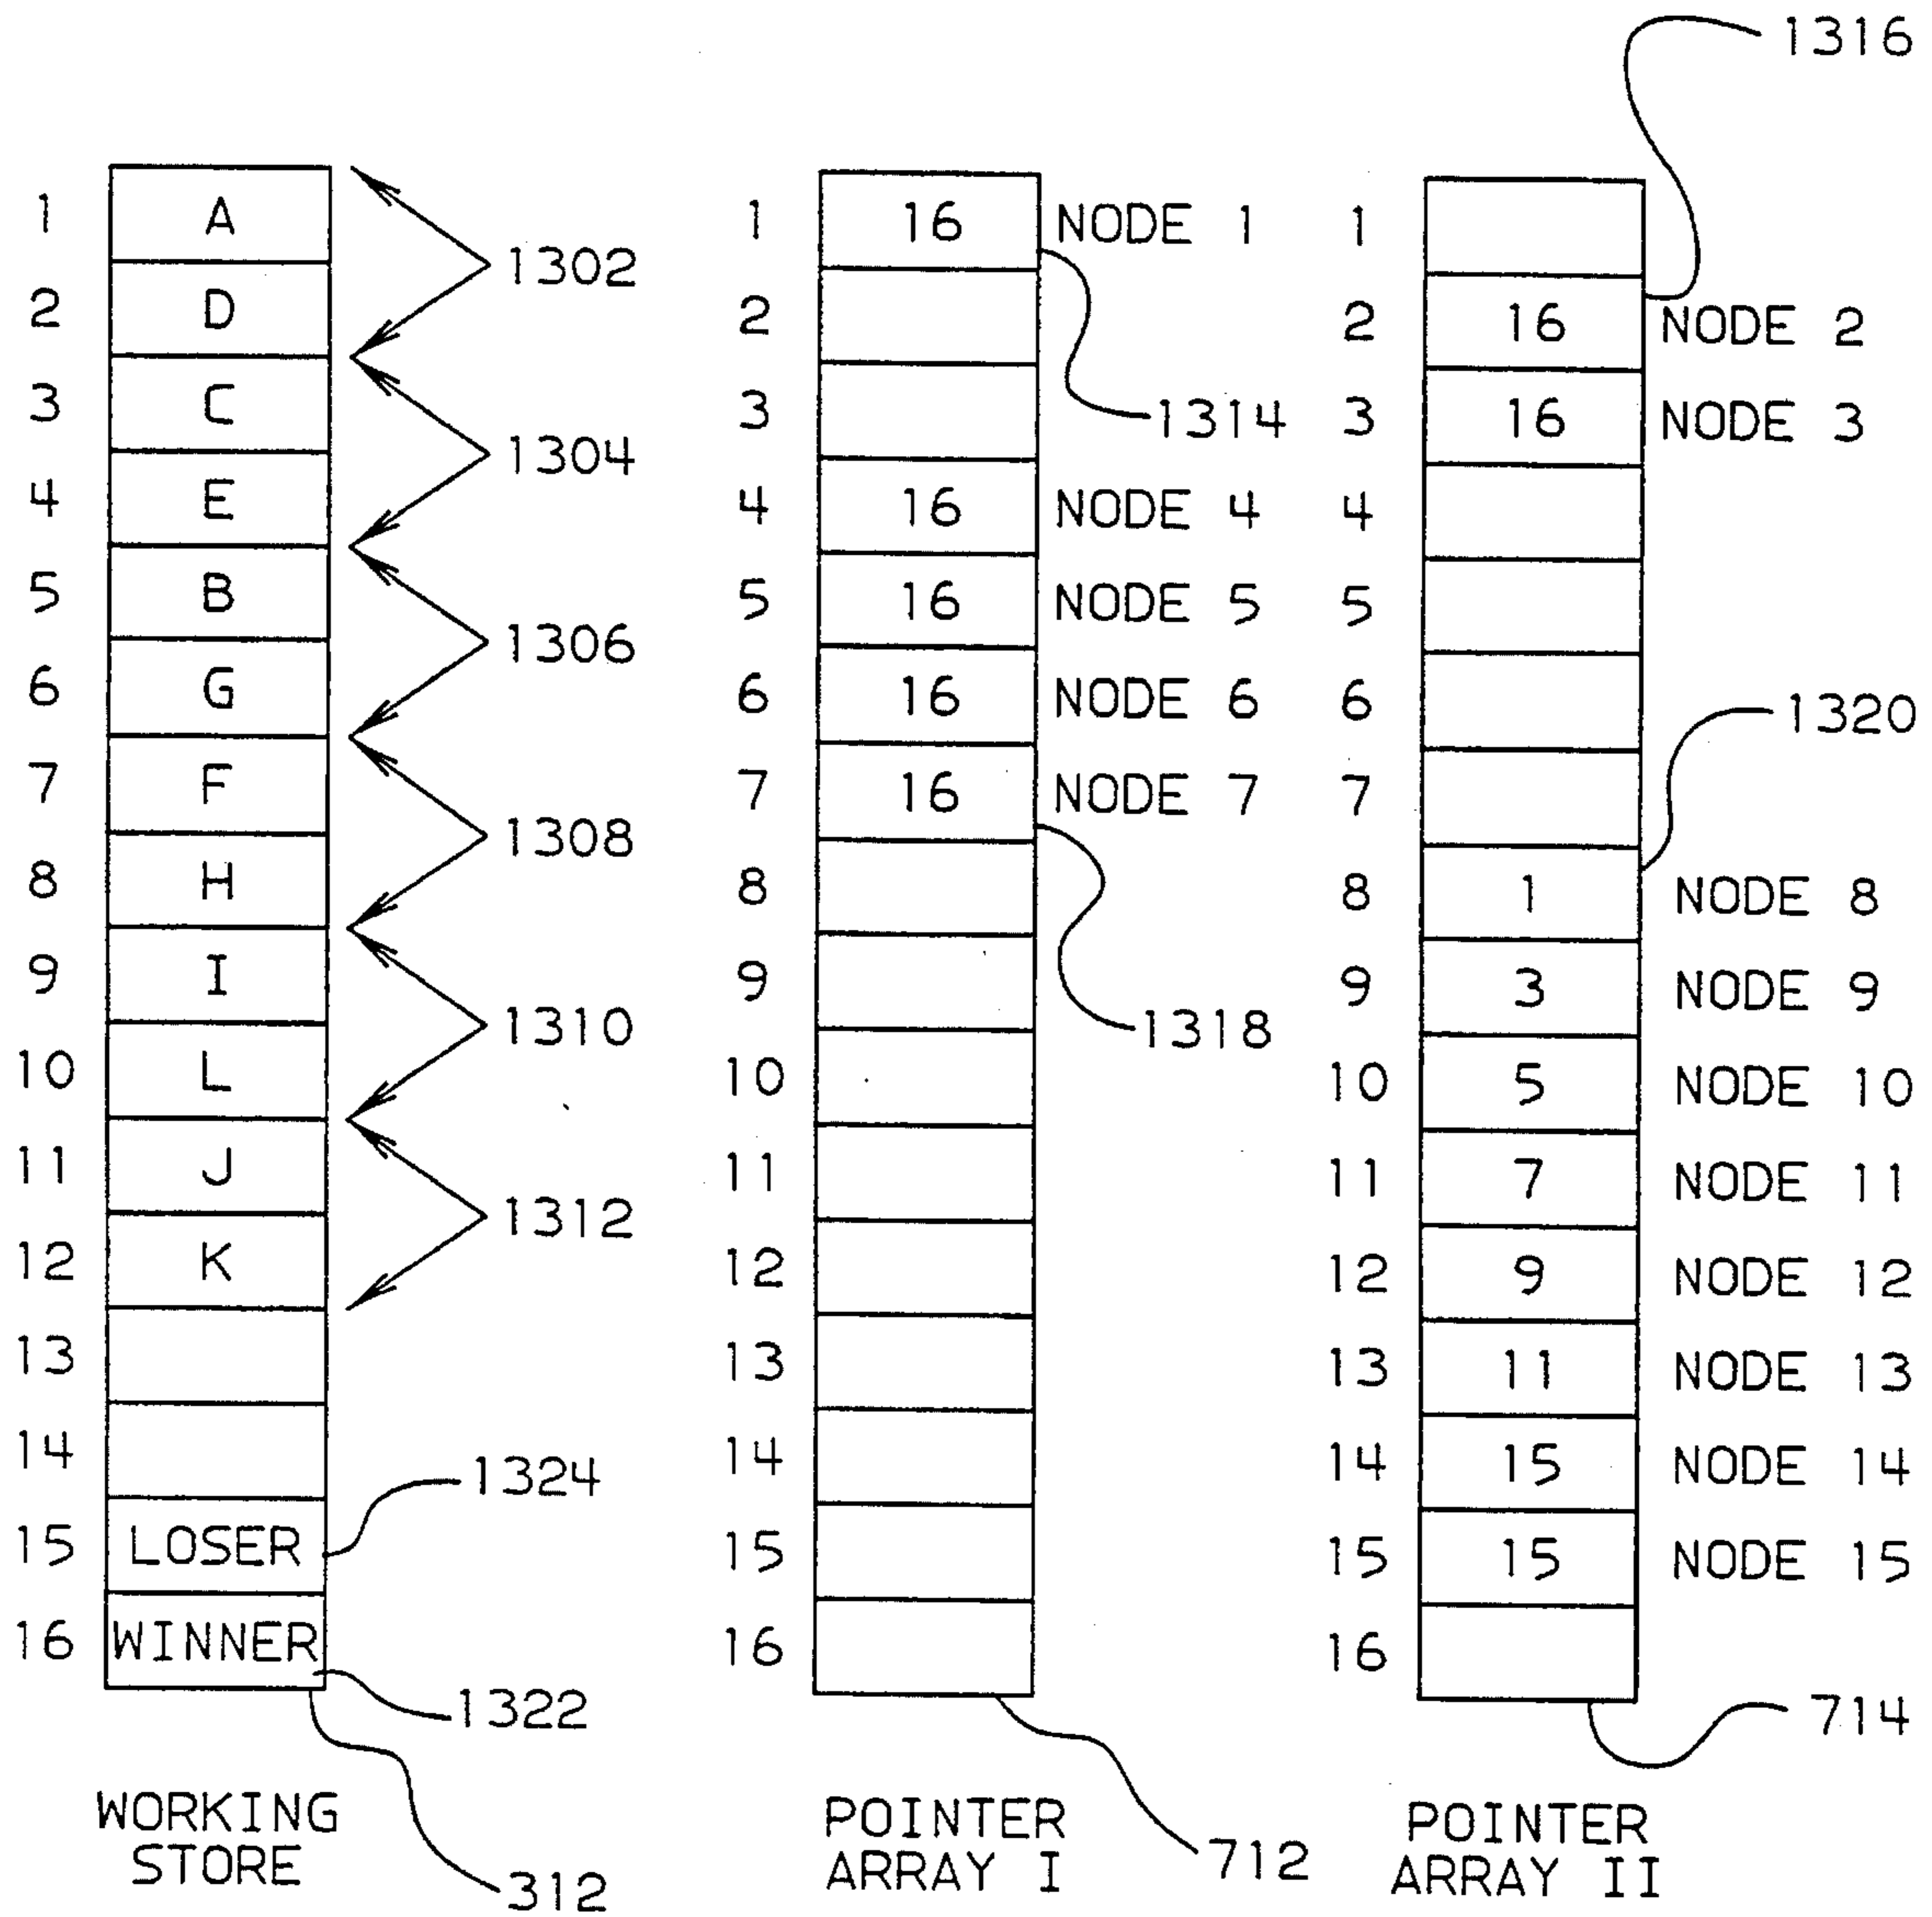 1316
1 A 1 16 NODE 1 1
1302
2 D 2 2 16 NODE 2
3 C 3 1314 3 16 NODE 3
1304
4 E 4 16 NODE 4 4
5 B 5 16 NODE 5 5
1306
6 G 6 16 NODE 6 6
1320
7 F 7 16 NODE 7 7
1308
8 H 8 8 1 NODE 8
9 I 9 9 3 NODE 9
1310 1318
10 L 10 10 5 NODE 10
11 J 11 11 7 NODE 11
1312
12 K 12 12 9 NODE 12
13 13 13 11 NODE 13
14 14 14 15 NODE 14
1324
15 LOSER 15 15 15 NODE 15
16 WINNER 16 16
1322
714
WORKING STORE
312
POINTER ARRAY I
712
POINTER ARRAY II